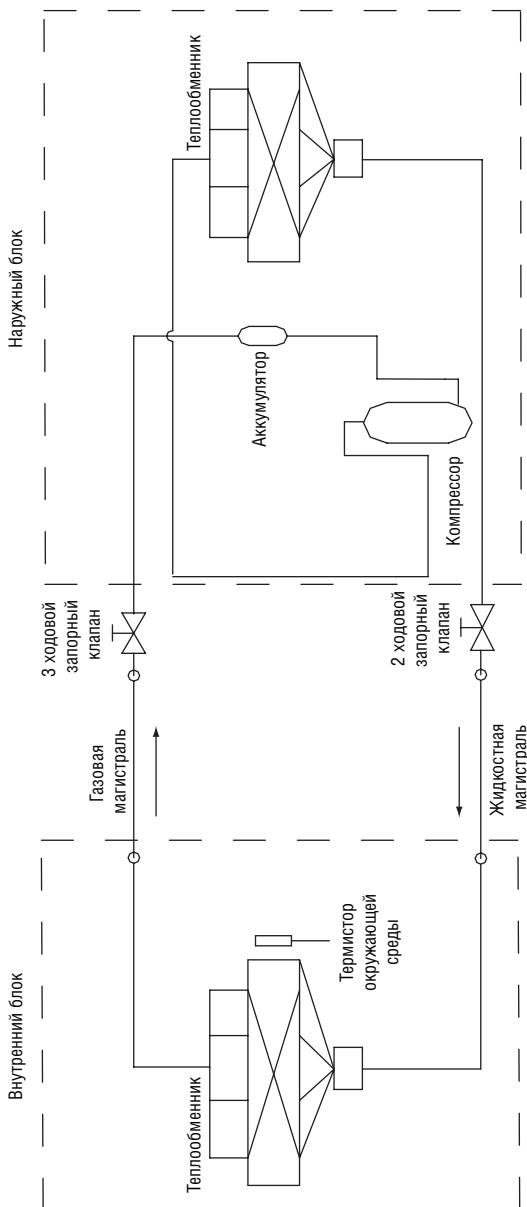 Внутренний блок
Наружный блок
Теплообменник
Термистор
окружающей
среды
Газовая
магистраль
Жидкостная
магистраль
3 ходовой
запорный
клапан
2 ходовой
запорный
клапан
Теплообменник
Аккумулятор
Компрессор